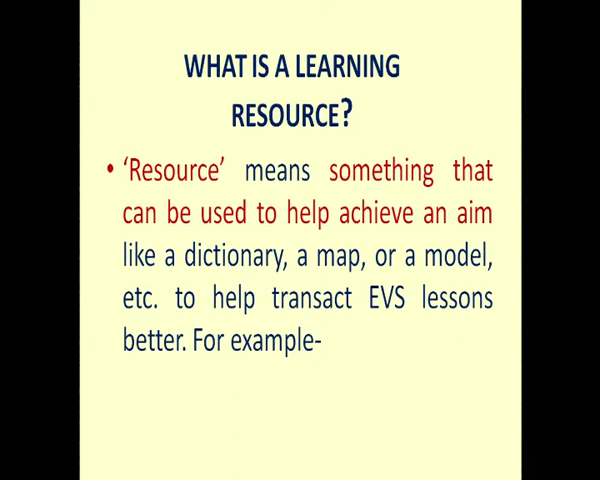 WHAT IS A LEARNING
RESOURCE?
• ‘Resource’ means something that
can be used to help achieve an aim
like a dictionary, a map, or a model,
etc. to help transact EVS lessons
better. For example-